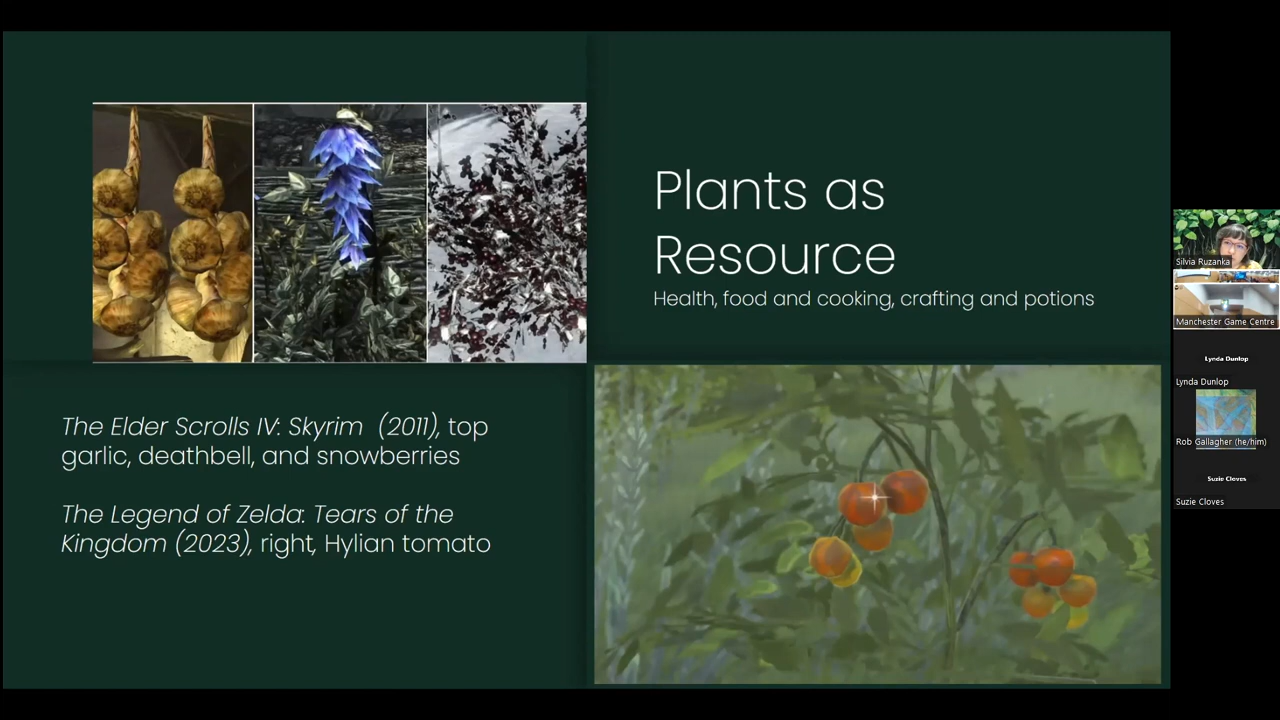 Plants as
Resource
Health, food and cooking, crafting and potions
The Elder Scrolls IV: Skyrim (2011), top
garlic, deathbell, and snowberries
The Legend of Zelda: Tears of the
Kingdom (2023), right, Hylian tomato
Silvia Ruzanka
Manchester Game Centre
Lynda Dunlop
Lynda Dunlop
Rob Gallagher (he/him)
Suzie Cloves
Suzie Cloves